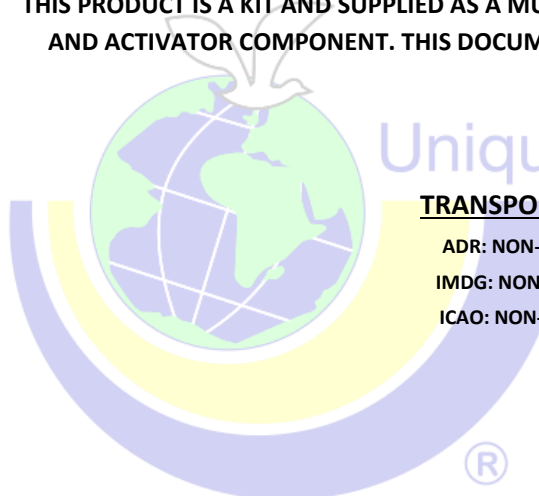 THIS PRODUCT IS A KIT AND SUPPLIED AS A MU
AND ACTIVATOR COMPONENT. THIS DOCUM
Uniqu
TRANSPO
ADR: NON-
IMDG: NON
ICAO: NON-
®